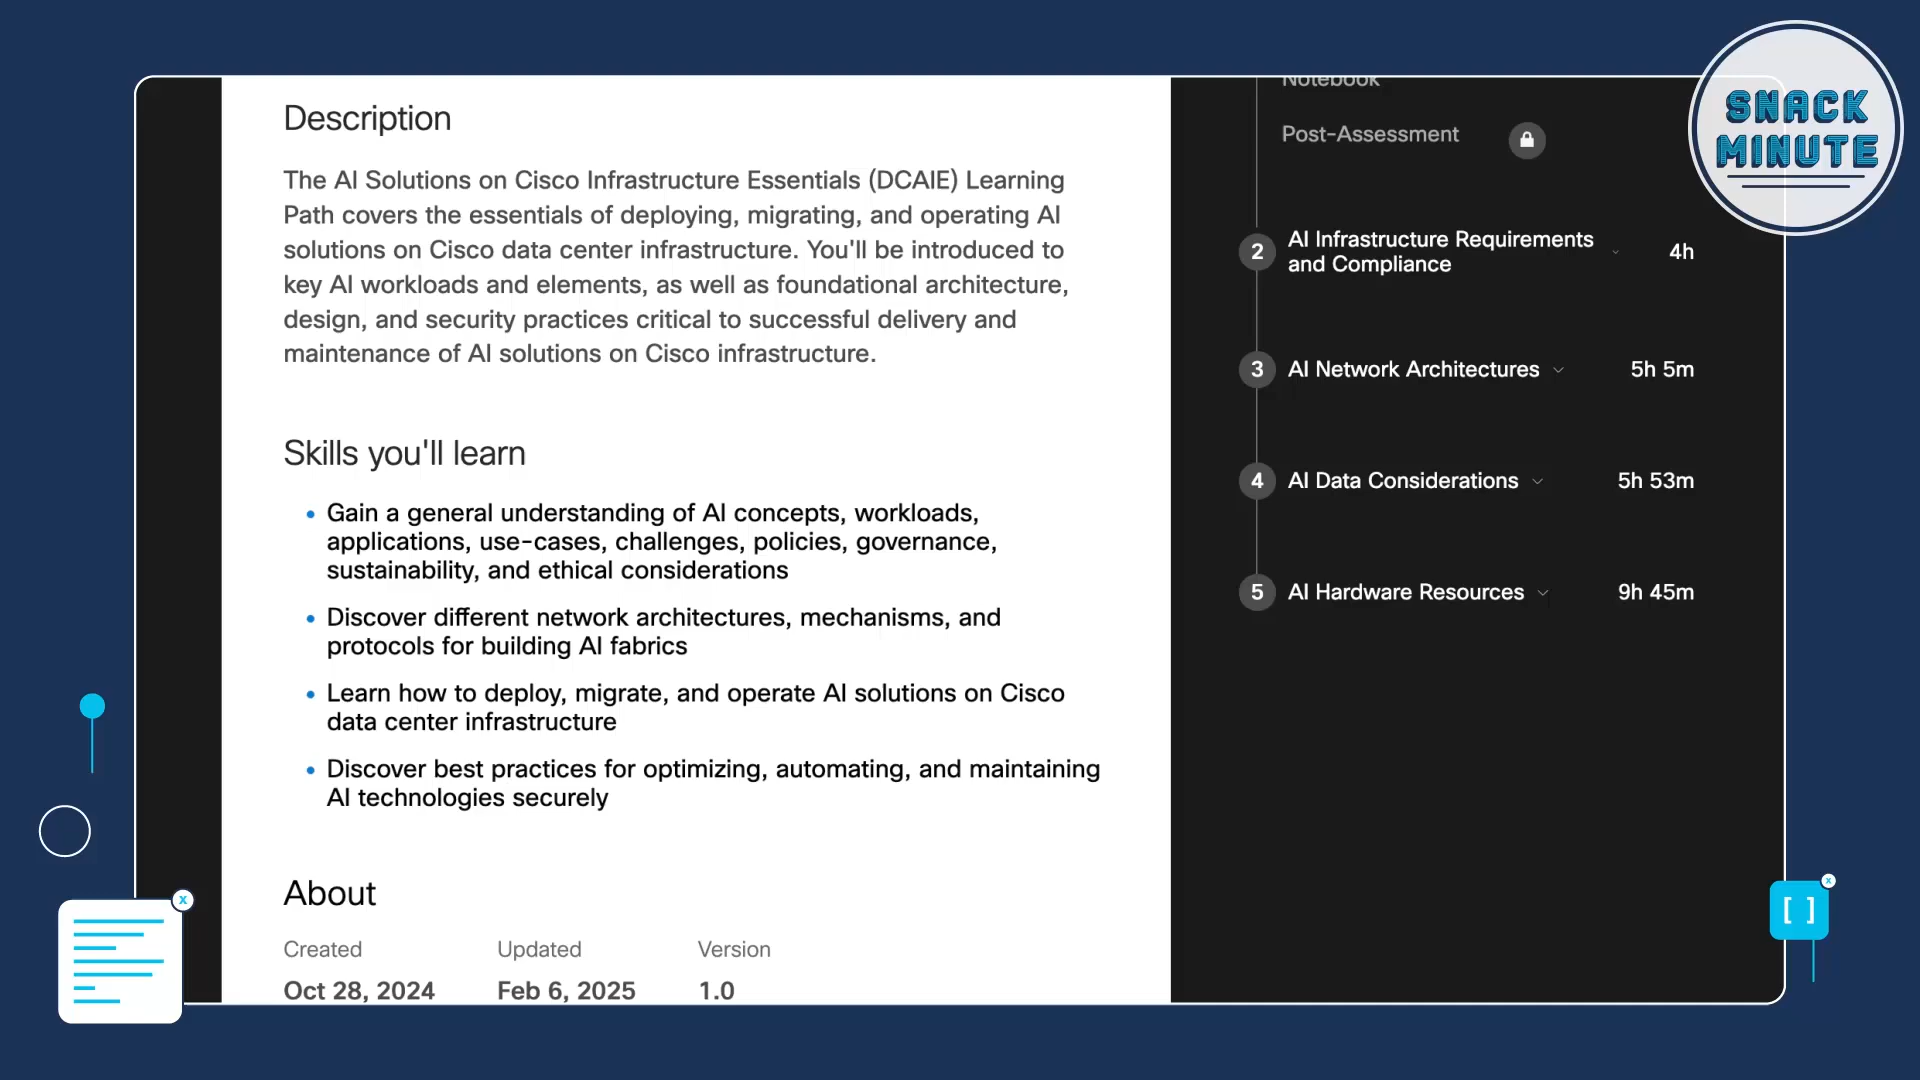 Description
The AI Solutions on Cisco Infrastructure Essentials (DCAIE) Learning
Path covers the essentials of deploying, migrating, and operating AI
solutions on Cisco data center infrastructure. You'll be introduced to
key AI workloads and elements, as well as foundational architecture,
design, and security practices critical to successful delivery and
maintenance of AI solutions on Cisco infrastructure.
Skills you'll learn
• Gain a general understanding of AI concepts, workloads,
applications, use-cases, challenges, policies, governance,
sustainability, and ethical considerations
• Discover different network architectures, mechanisms, and
protocols for building AI fabrics
• Learn how to deploy, migrate, and operate AI solutions on Cisco
data center infrastructure
• Discover best practices for optimizing, automating, and maintaining
AI technologies securely
About
Created Updated Version
Oct 28, 2024 Feb 6, 2025 1.0
Notebook
Post-Assessment
2 AI Infrastructure Requirements
and Compliance 4h
3 AI Network Architectures 5h 5m
4 AI Data Considerations 5h 53m
5 AI Hardware Resources 9h 45m
SNACK
MINUTE
x
x
[ ]